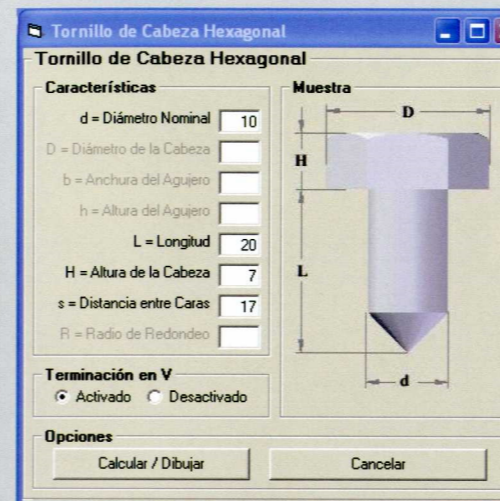 Tornillo de Cabeza Hexagonal
Tornillo de Cabeza Hexagonal
Características
d = Diámetro Nominal 10
D = Diámetro de la Cabeza
b = Anchura del Agujero
h = Altura del Agujero
L = Longitud 20
H = Altura de la Cabeza 7
s = Distancia entre Caras 17
R = Radio de Redondeo
Muestra
D
H
L
d
Terminación en V
Activado Desactivado
Opciones
Calcular / Dibujar Cancelar